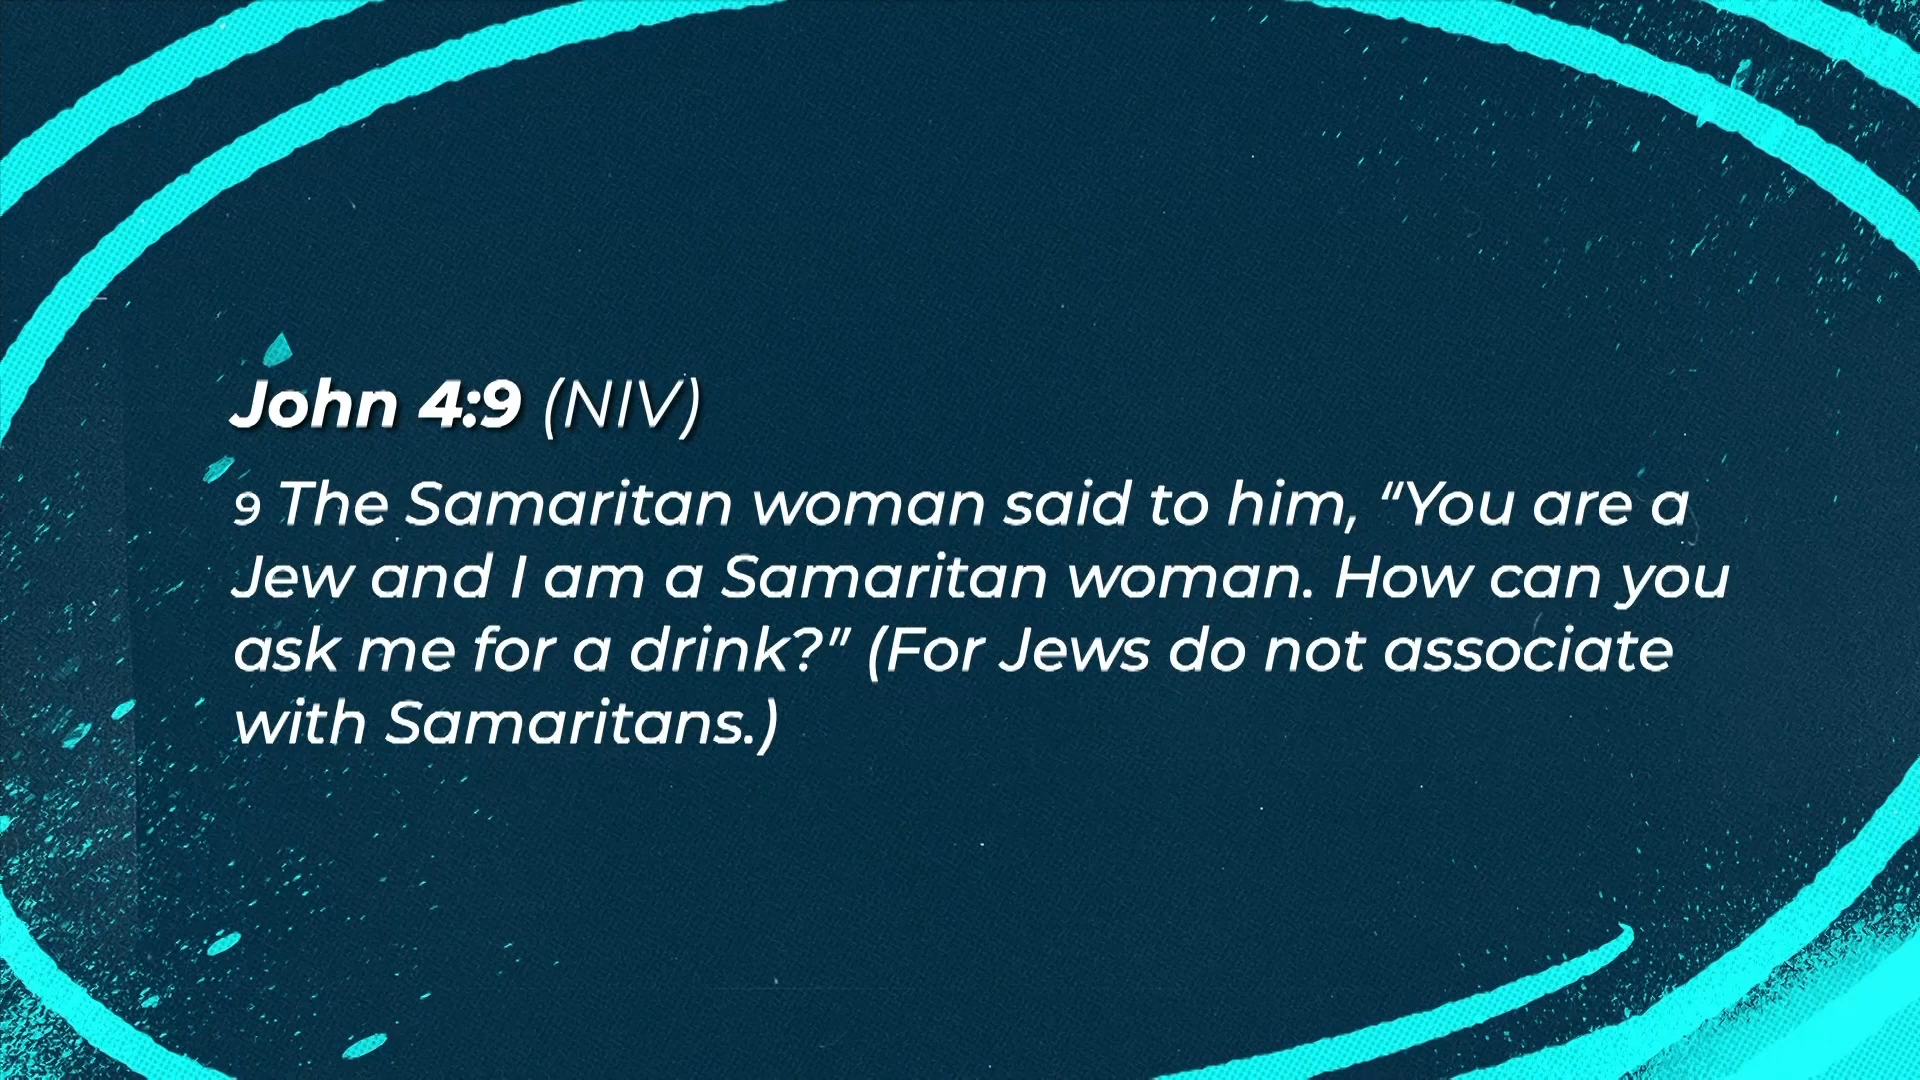 John 4:9 (NIV)
9 The Samaritan woman said to him, “You are a
Jew and I am a Samaritan woman. How can you
ask me for a drink?” (For Jews do not associate
with Samaritans.)